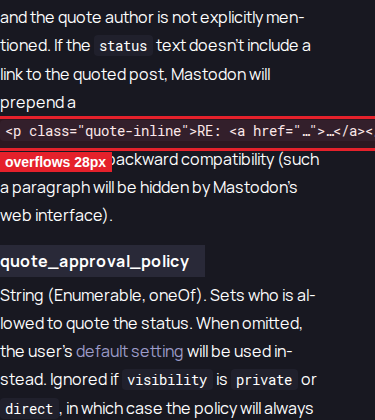 and the quote author is not explicitly men-
tioned. If the status text doesn't include a
link to the quoted post, Mastodon will
prepend a
<p class="quote-inline">RE: <a href="…">…</a><
overflows 28px backward compatibility (such
a paragraph will be hidden by Mastodon's
web interface).
quote_approval_policy
String (Enumerable, oneOf). Sets who is al-
lowed to quote the status. When omitted,
the user's default setting will be used in-
stead. Ignored if visibility is private or
direct, in which case the policy will always